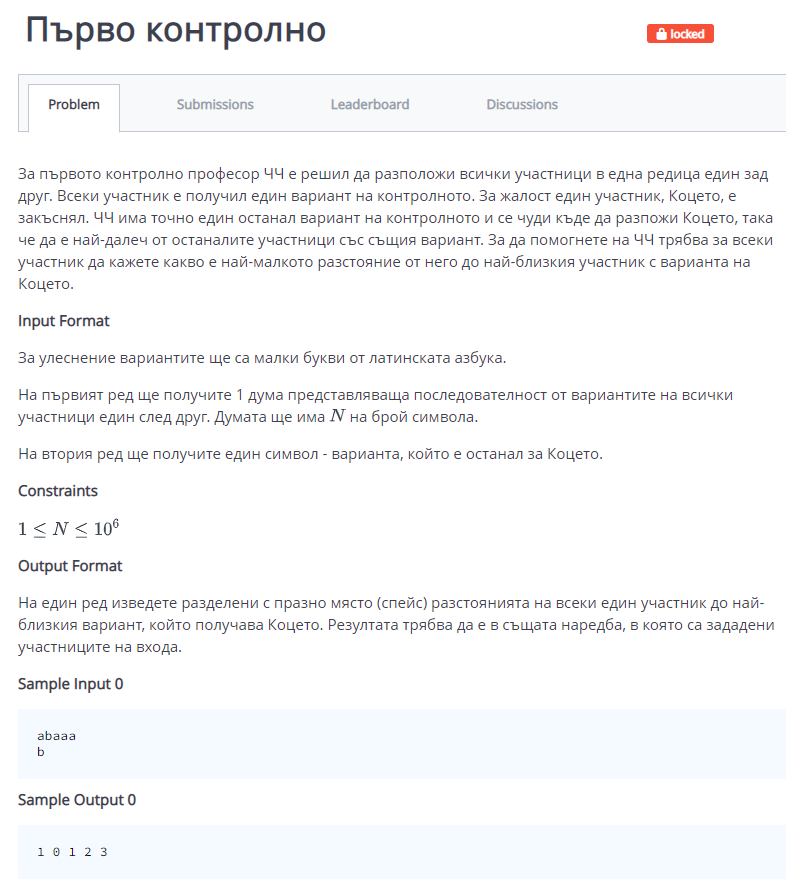 Първо контролно
locked
Problem Submissions Leaderboard Discussions
За първото контролно професор ЧЧ е решил да разположи всички участници в една редица един зад
друг. Всеки участник е получил един вариант на контролното. За жалост един участник, Коцето, е
закъснял. ЧЧ има точно един останал вариант на контролното и се чуди къде да разпожи Коцето, така
че да е най-далеч от останалите участници със същия вариант. За да помогнете на ЧЧ трябва за всеки
участник да кажете какво е най-малкото разстояние от него до най-близкия участник с варианта на
Коцето.
Input Format
За улеснение вариантите ще са малки букви от латинската азбука.
На първият ред ще получите 1 дума представляваща последователност от вариантите на всички
участници един след друг. Думата ще има N на брой символа.
На втория ред ще получите един символ - варианта, който е останал за Коцето.
Constraints
1 ≤ N ≤ 10⁶
Output Format
На един ред изведете разделени с празно място (спейс) разстоянията на всеки един участник до най-
близкия вариант, който получава Коцето. Резултата трябва да е в същата наредба, в която са зададени
участниците на входа.
Sample Input 0
abaaa
b
Sample Output 0
1 0 1 2 3